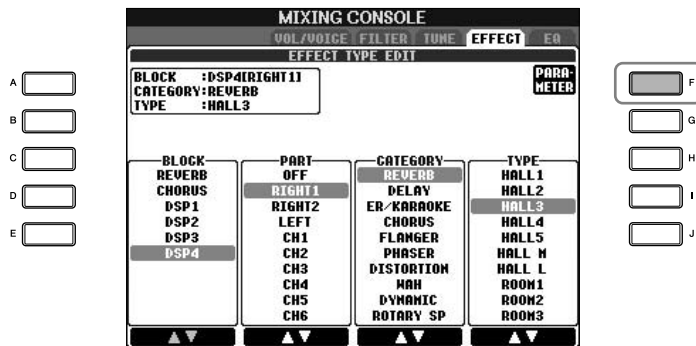 MIXING CONSOLE
VOL/VOICE FILTER TUNE EFFECT EQ
EFFECT TYPE EDIT
BLOCK :DSP4[RIGHT1]
CATEGORY:REVERB
TYPE :HALL3
PARA-
METER
A
B
C
D
E
F
G
H
I
J
BLOCK
REVERB
CHORUS
DSP1
DSP2
DSP3
DSP4
PART
OFF
RIGHT1
RIGHT2
LEFT
CH1
CH2
CH3
CH4
CH5
CH6
CATEGORY
REVERB
DELAY
ER/KARAOKE
CHORUS
FLANGER
PHASER
DISTORTION
WAH
DYNAMIC
ROTARY SP
TYPE
HALL1
HALL2
HALL3
HALL4
HALL5
HALL M
HALL L
ROOM1
ROOM2
ROOM3